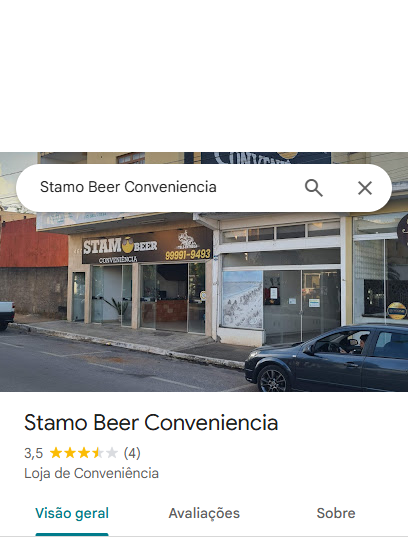 Stamo Beer Conveniencia
STAMO BEER
CONVENIÊNCIA
99991-9493
Stamo Beer Conveniencia
3,5 (4)
Loja de Conveniência
Visão geral Avaliações Sobre